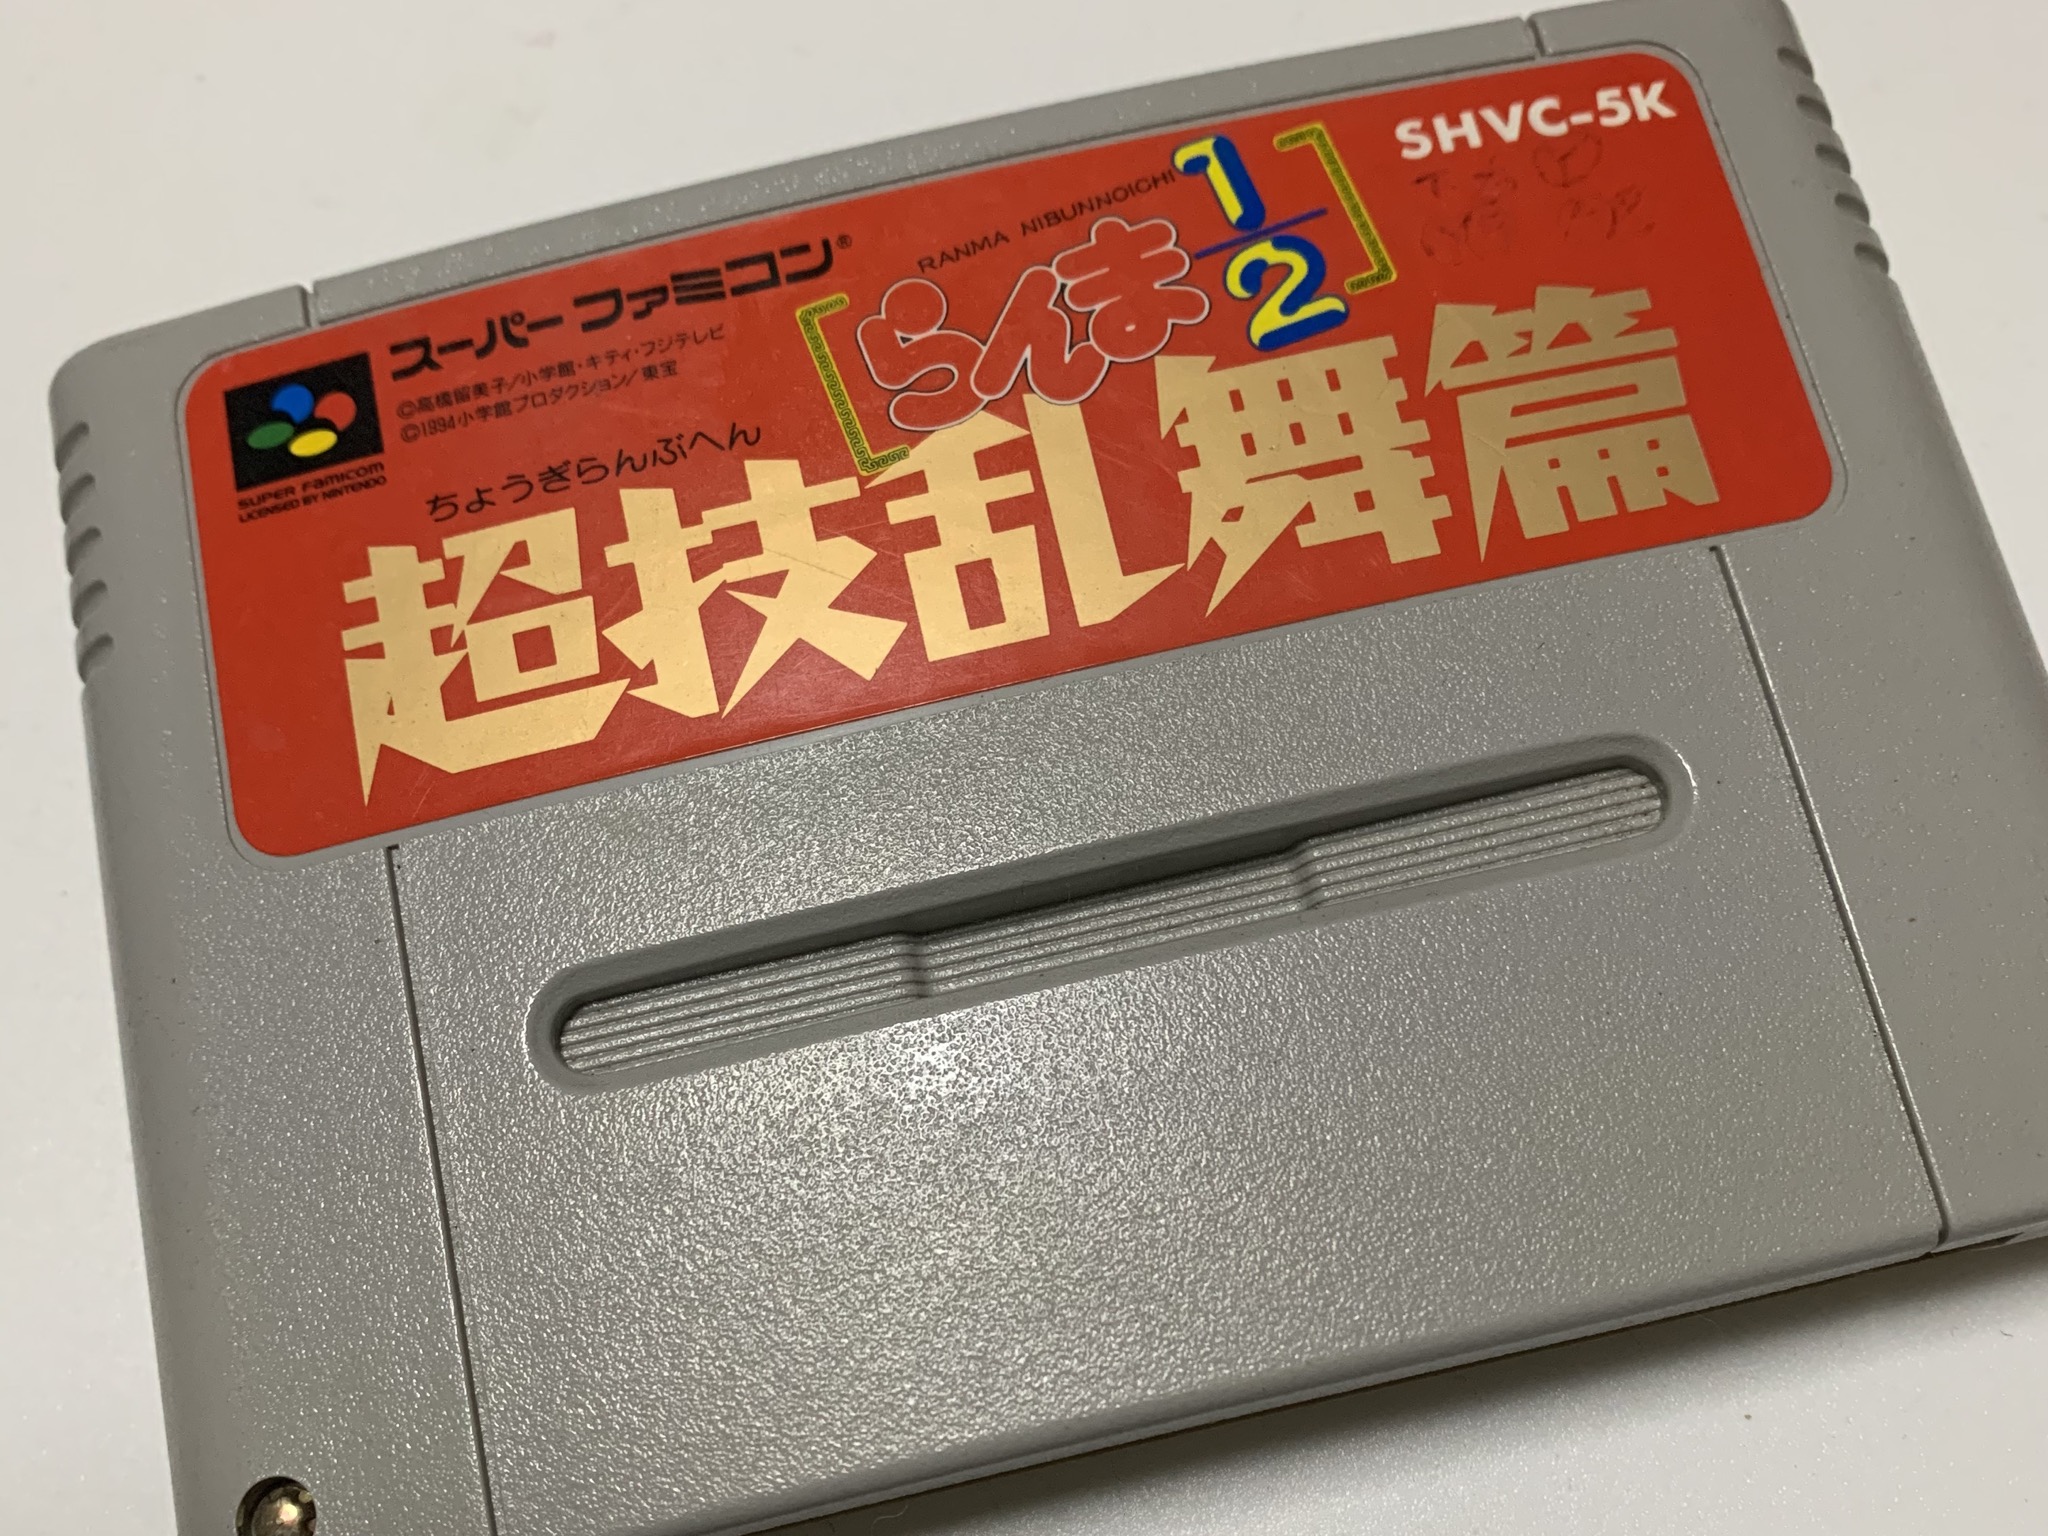 SHVC-5K
スーパーファミコン®
©高橋留美子/小学館・キティ・フジテレビ
©1994小学館プロダクション/東宝
SUPER FAMICOM
LICENSED BY NINTENDO
RANMA NIBUNNOICHI
[らんま1/2]
ちょうぎらんぶへん
超技乱舞篇